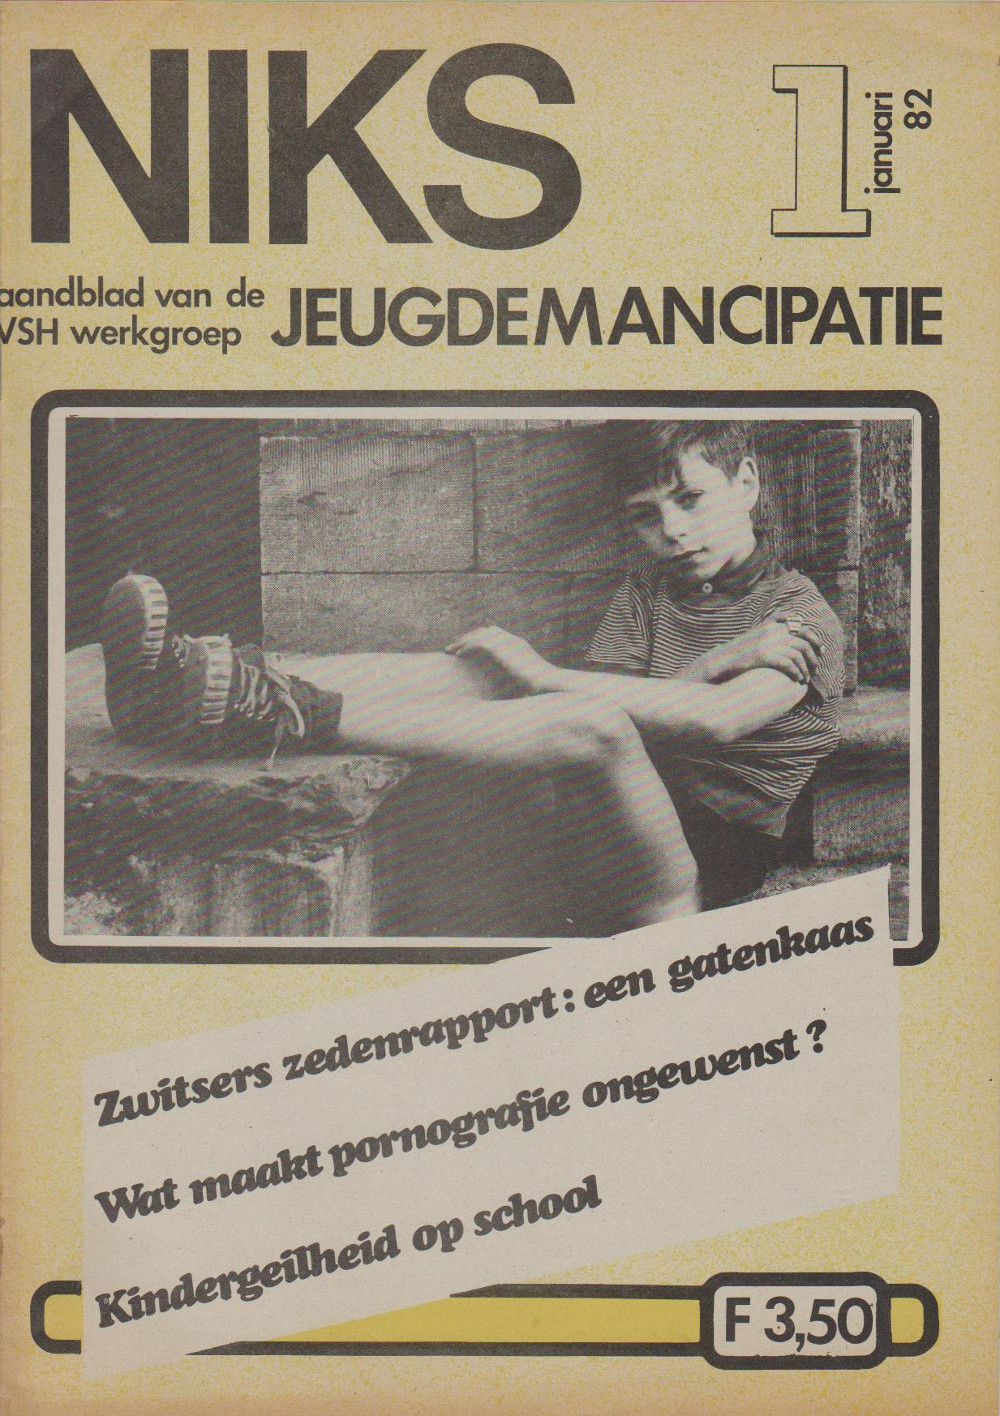 NIKS
1 januari 82
aandblad van de
VSH werkgroep JEUGDEMANCIPATIE
Zwitsers zedenrapport: een gatenkaas
Wat maakt pornografie ongewenst?
Kindergeilheid op school
F 3,50